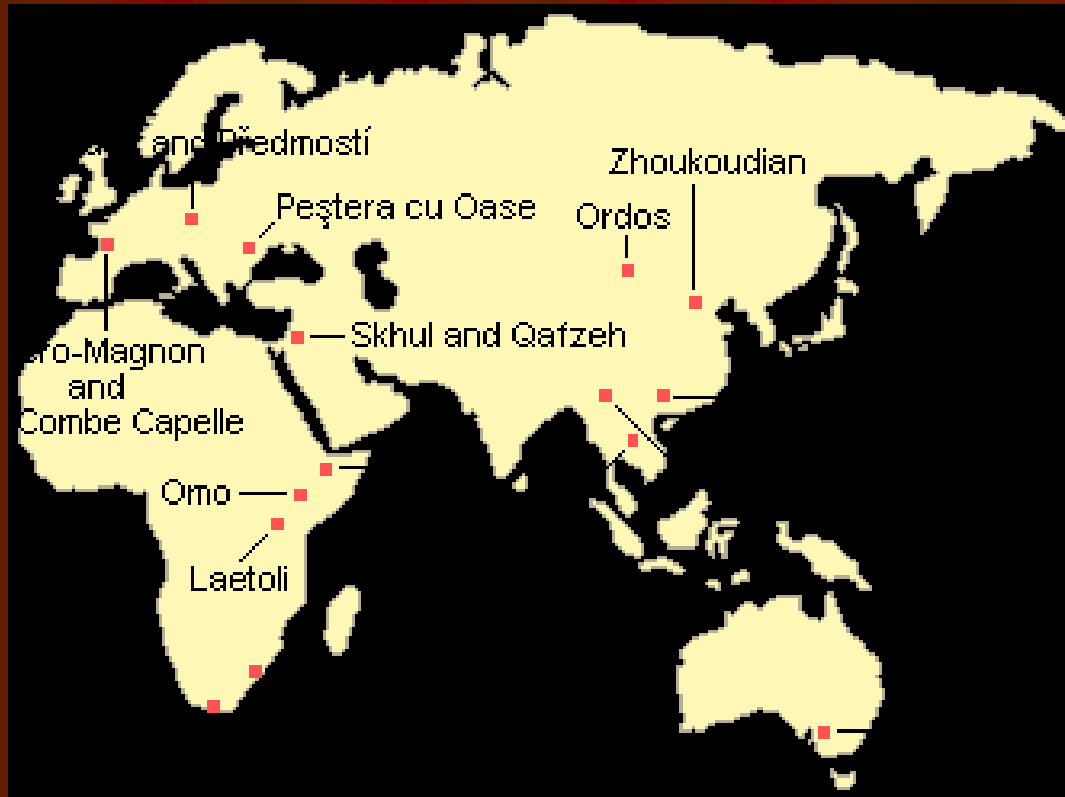 and Předmostí
Zhoukoudian
Peştera cu Oase
Ordos
Skhul and Qafzeh
ro-Magnon
and
Combe Capelle
Omo
Laetoli